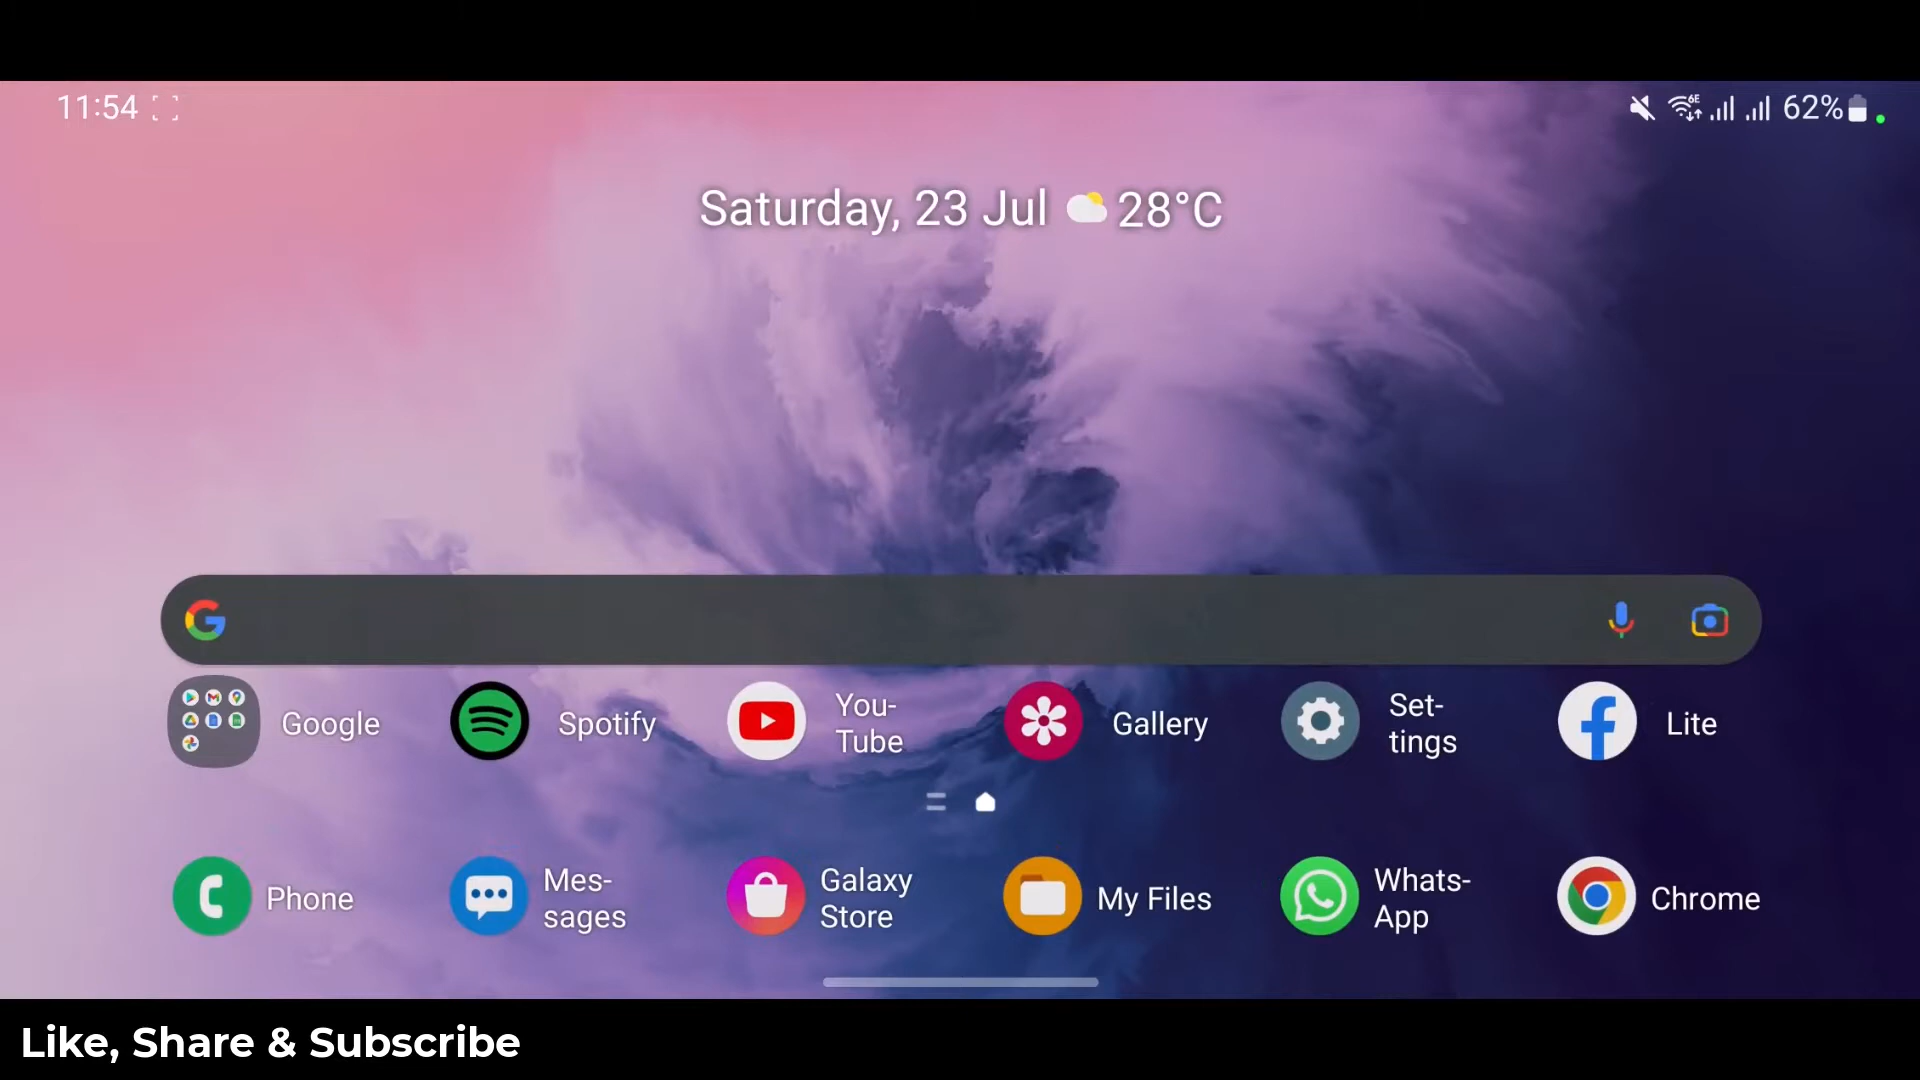 11:54
6E
62%
Saturday, 23 Jul 28°C
Google
Spotify
You-
Tube
Gallery
Set-
tings
Lite
Phone
Mes-
sages
Galaxy
Store
My Files
Whats-
App
Chrome
Like, Share & Subscribe